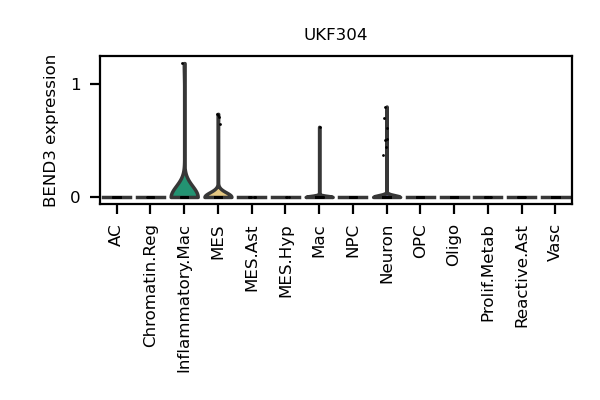 UKF304
BEND3 expression
1
0
AC
Chromatin.Reg
Inflammatory.Mac
MES
MES.Ast
MES.Hyp
Mac
NPC
Neuron
OPC
Oligo
Prolif.Metab
Reactive.Ast
Vasc